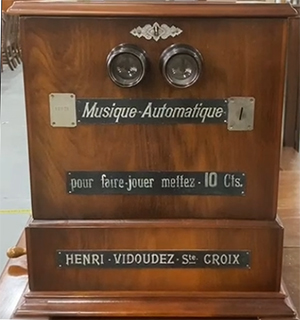 Musique-Automatique
pour faire-jouer mettez · 10 Cts.
HENRI · VIDOUDEZ · Ste CROIX